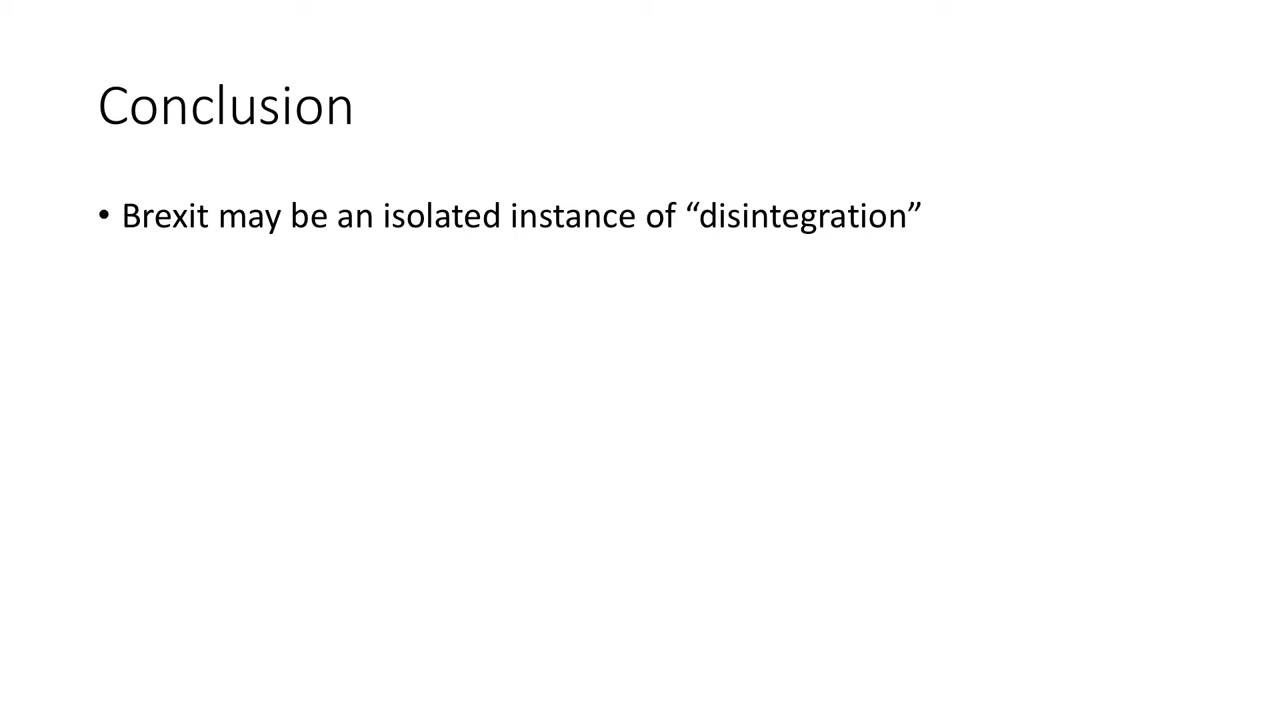 Conclusion
• Brexit may be an isolated instance of “disintegration”